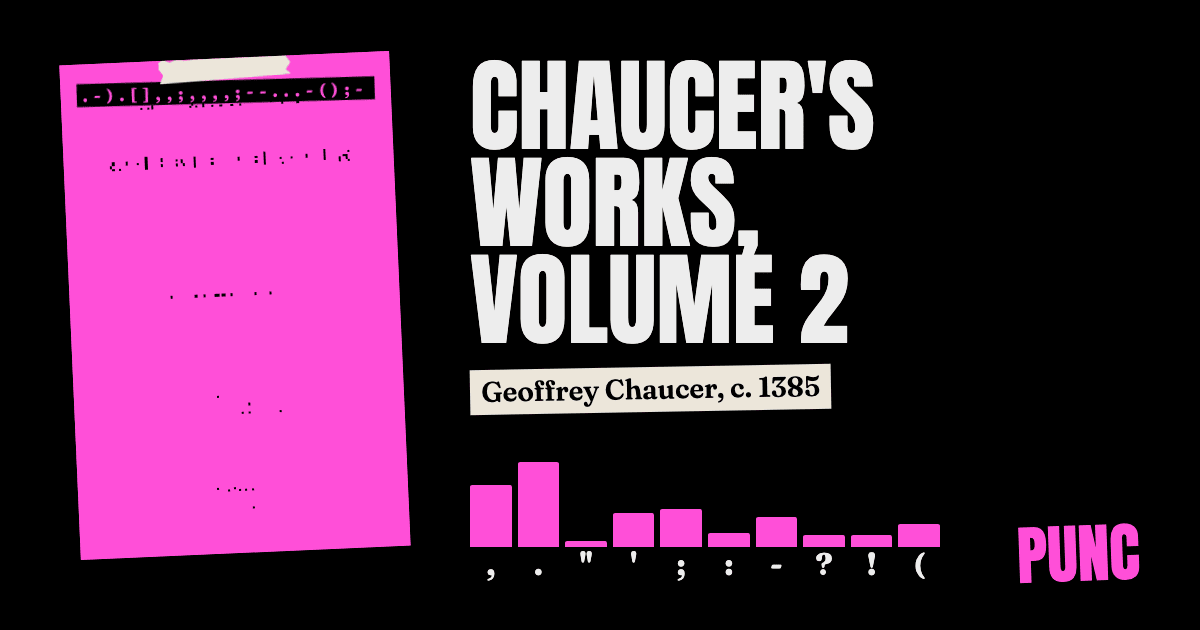 .-).[],,;,,,,;--...-();-
CHAUCER'S
WORKS,
VOLUME 2
Geoffrey Chaucer, c. 1385
, . " ' ; : - ? ! (
PUNC